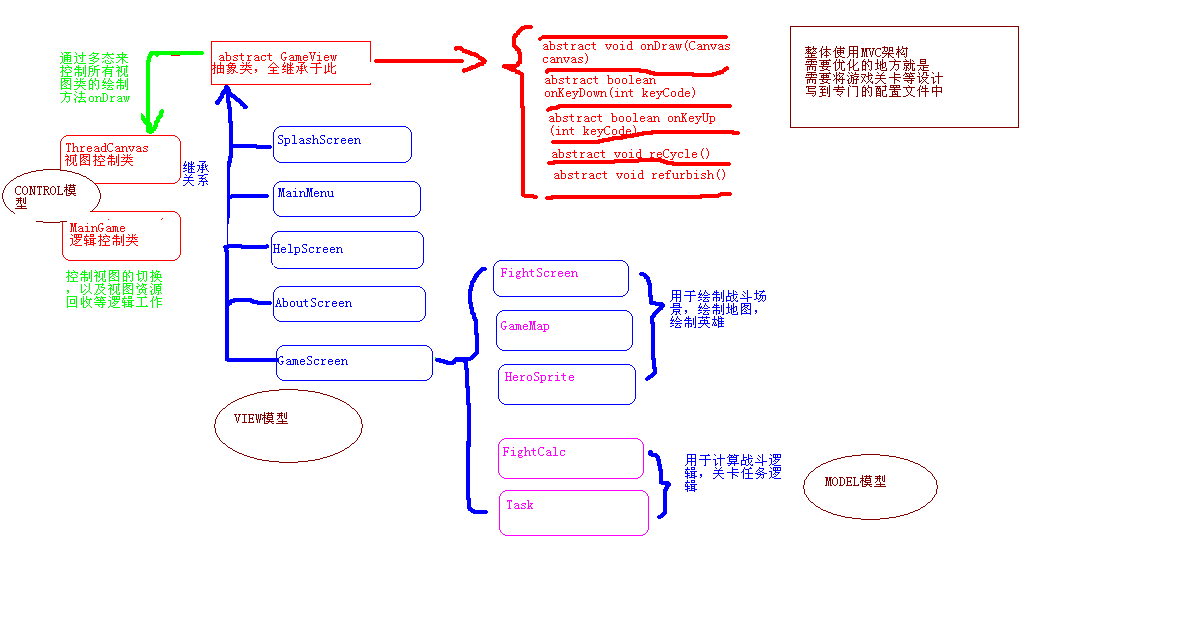 通过多态来
控制所有视
图类的绘制
方法onDraw
abstract GameView
抽象类，全继承于此
abstract void onDraw(Canvas
canvas)
abstract boolean
onKeyDown(int keyCode)
abstract boolean onKeyUp
(int keyCode)
abstract void reCycle()
abstract void refurbish()
整体使用MVC架构
需要优化的地方就是
需要将游戏关卡等设计
写到专门的配置文件中
ThreadCanvas
视图控制类
继承
关系
CONTROL模
型
MainGame
逻辑控制类
控制视图的切换
，以及视图资源
回收等逻辑工作
SplashScreen
MainMenu
HelpScreen
AboutScreen
GameScreen
VIEW模型
FightScreen
GameMap
HeroSprite
用于绘制战斗场
景，绘制地图，
绘制英雄
FightCalc
Task
用于计算战斗逻
辑，关卡任务逻
辑
MODEL模型